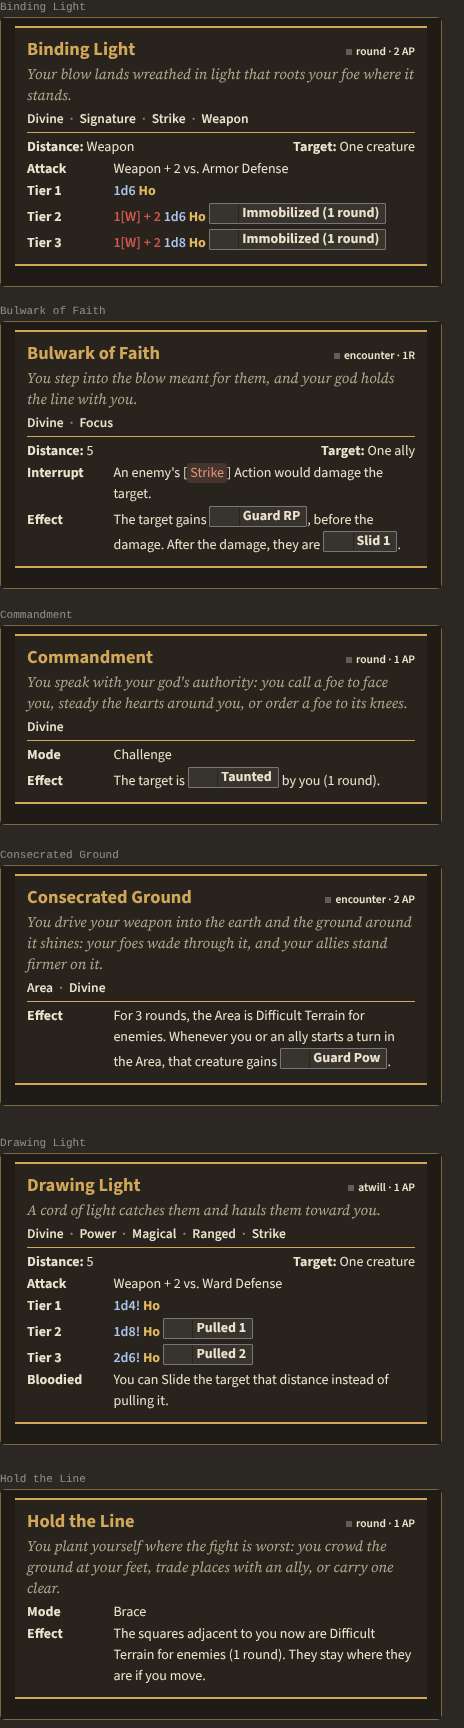 Binding Light
Binding Light
round · 2 AP
Your blow lands wreathed in light that roots your foe where it
stands.
Divine · Signature · Strike · Weapon
Distance: Weapon
Target: One creature
Attack Weapon + 2 vs. Armor Defense
Tier 1 1d6 Ho
Tier 2 1[W] + 2 1d6 Ho Immobilized (1 round)
Tier 3 1[W] + 2 1d8 Ho Immobilized (1 round)
Bulwark of Faith
Bulwark of Faith
encounter · 1R
You step into the blow meant for them, and your god holds
the line with you.
Divine · Focus
Distance: 5
Target: One ally
Interrupt An enemy's [Strike] Action would damage the
target.
Effect The target gains Guard RP, before the
damage. After the damage, they are Slid 1.
Commandment
Commandment
round · 1 AP
You speak with your god's authority: you call a foe to face
you, steady the hearts around you, or order a foe to its knees.
Divine
Mode Challenge
Effect The target is Taunted by you (1 round).
Consecrated Ground
Consecrated Ground
encounter · 2 AP
You drive your weapon into the earth and the ground around
it shines: your foes wade through it, and your allies stand
firmer on it.
Area · Divine
Effect For 3 rounds, the Area is Difficult Terrain for
enemies. Whenever you or an ally starts a turn in
the Area, that creature gains Guard Pow.
Drawing Light
Drawing Light
atwill · 1 AP
A cord of light catches them and hauls them toward you.
Divine · Power · Magical · Ranged · Strike
Distance: 5
Target: One creature
Attack Weapon + 2 vs. Ward Defense
Tier 1 1d4! Ho
Tier 2 1d8! Ho Pulled 1
Tier 3 2d6! Ho Pulled 2
Bloodied You can Slide the target that distance instead of
pulling it.
Hold the Line
Hold the Line
round · 1 AP
You plant yourself where the fight is worst: you crowd the
ground at your feet, trade places with an ally, or carry one
clear.
Mode Brace
Effect The squares adjacent to you now are Difficult
Terrain for enemies (1 round). They stay where they
are if you move.